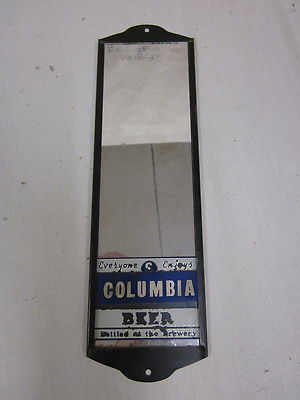 Everyone Enjoys
COLUMBIA
BEER
Bottled at the Brewery